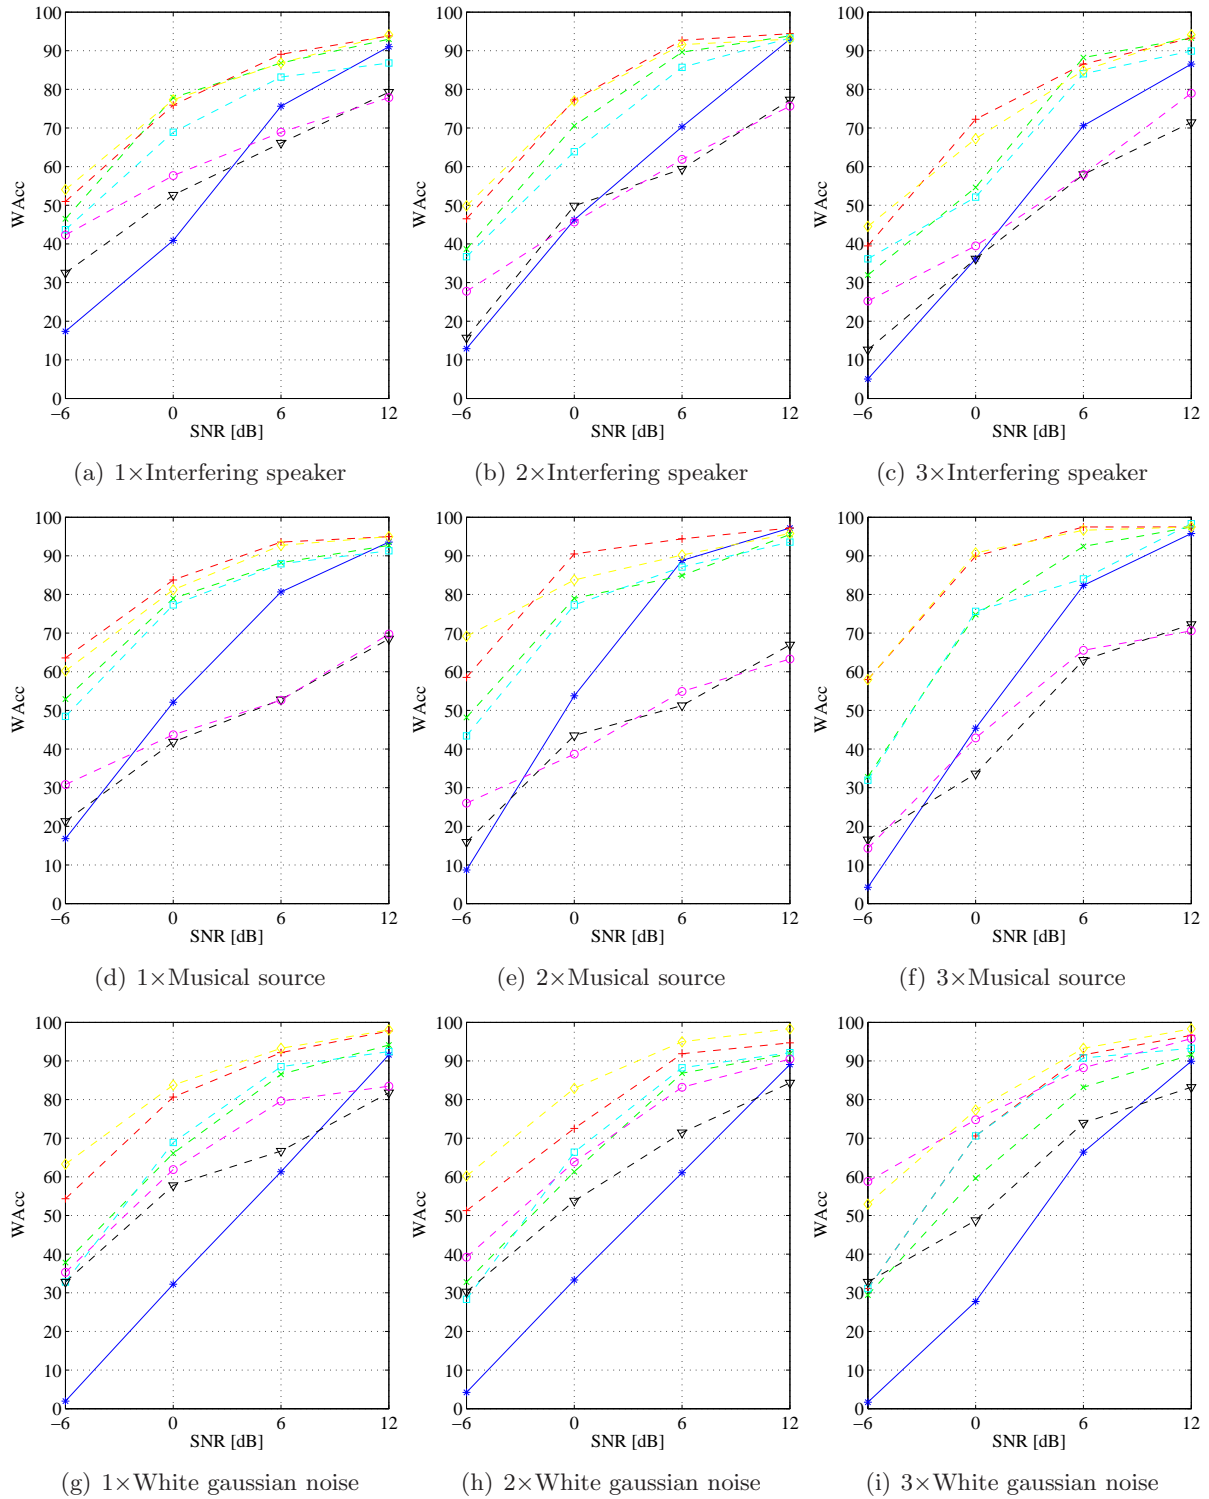 100
90
80
70
60
50
40
30
20
10
0
WAcc
−6 0 6 12
SNR [dB]
(a) 1×Interfering speaker
100
90
80
70
60
50
40
30
20
10
0
WAcc
−6 0 6 12
SNR [dB]
(b) 2×Interfering speaker
100
90
80
70
60
50
40
30
20
10
0
WAcc
−6 0 6 12
SNR [dB]
(c) 3×Interfering speaker
100
90
80
70
60
50
40
30
20
10
0
WAcc
−6 0 6 12
SNR [dB]
(d) 1×Musical source
100
90
80
70
60
50
40
30
20
10
0
WAcc
−6 0 6 12
SNR [dB]
(e) 2×Musical source
100
90
80
70
60
50
40
30
20
10
0
WAcc
−6 0 6 12
SNR [dB]
(f) 3×Musical source
100
90
80
70
60
50
40
30
20
10
0
WAcc
−6 0 6 12
SNR [dB]
(g) 1×White gaussian noise
100
90
80
70
60
50
40
30
20
10
0
WAcc
−6 0 6 12
SNR [dB]
(h) 2×White gaussian noise
100
90
80
70
60
50
40
30
20
10
0
WAcc
−6 0 6 12
SNR [dB]
(i) 3×White gaussian noise